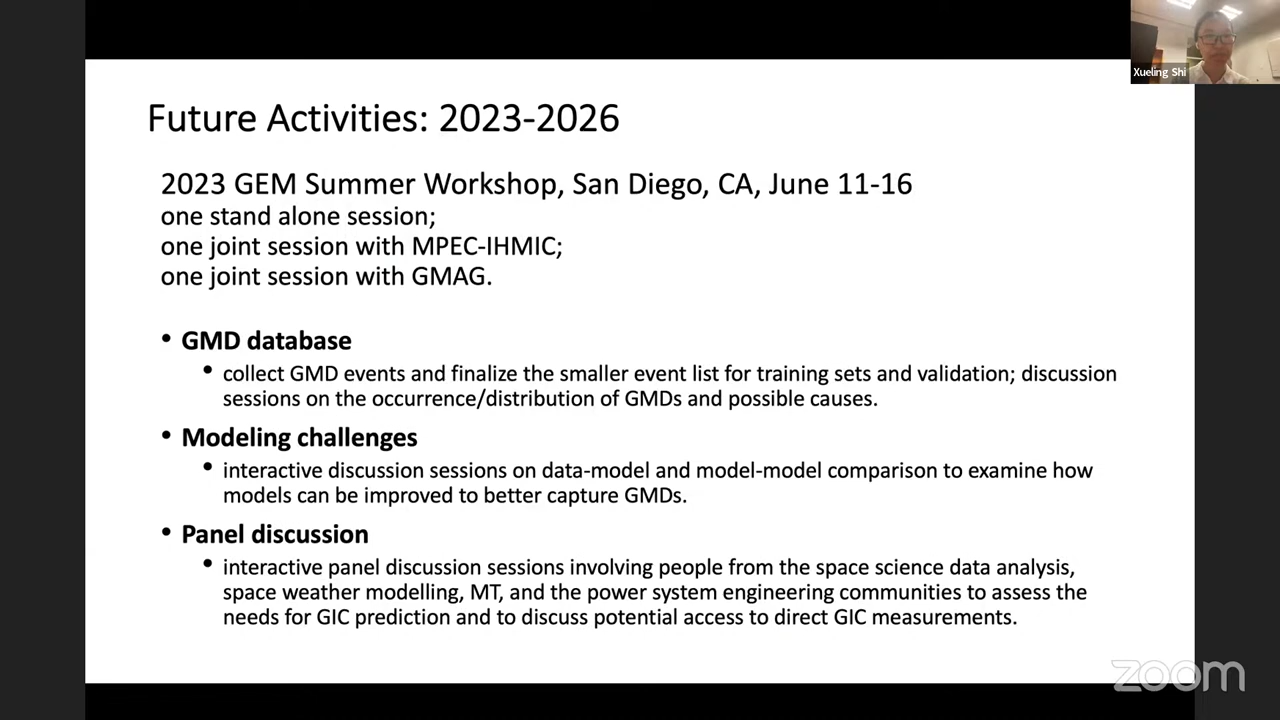 Xueling Shi
Future Activities: 2023-2026
2023 GEM Summer Workshop, San Diego, CA, June 11-16
one stand alone session;
one joint session with MPEC-IHMIC;
one joint session with GMAG.
• GMD database
• collect GMD events and finalize the smaller event list for training sets and validation; discussion
sessions on the occurrence/distribution of GMDs and possible causes.
• Modeling challenges
• interactive discussion sessions on data-model and model-model comparison to examine how
models can be improved to better capture GMDs.
• Panel discussion
• interactive panel discussion sessions involving people from the space science data analysis,
space weather modelling, MT, and the power system engineering communities to assess the
needs for GIC prediction and to discuss potential access to direct GIC measurements.
zoom